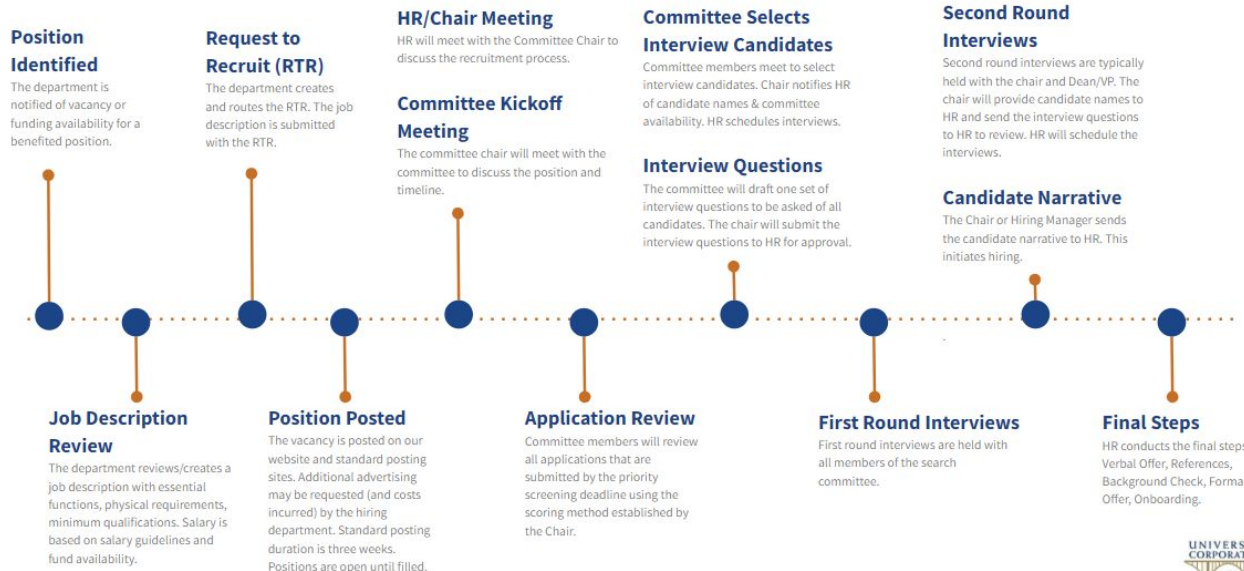 Position
Identified
The department is
notified of vacancy or
funding availability for a
benefited position.
Job Description
Review
The department reviews/creates a
job description with essential
functions, physical requirements,
minimum qualifications. Salary is
based on salary guidelines and
fund availability.
Request to
Recruit (RTR)
The department creates
and routes the RTR. The job
description is submitted
with the RTR.
Position Posted
The vacancy is posted on our
website and standard posting
sites. Additional advertising
may be requested (and costs
incurred) by the hiring
department. Standard posting
duration is three weeks.
Positions are open until filled.
HR/Chair Meeting
HR will meet with the Committee Chair to
discuss the recruitment process.
Committee Kickoff
Meeting
The committee chair will meet with the
committee to discuss the position and
timeline.
Application Review
Committee members will review
all applications that are
submitted by the priority
screening deadline using the
scoring method established by
the Chair.
Committee Selects
Interview Candidates
Committee members meet to select
interview candidates. Chair notifies HR
of candidate names & committee
availability. HR schedules interviews.
Interview Questions
The committee will draft one set of
interview questions to be asked of all
candidates. The chair will submit the
interview questions to HR for approval.
First Round Interviews
First round interviews are held with
all members of the search
committee.
Second Round
Interviews
Second round interviews are typically
held with the chair and Dean/VP. The
chair will provide candidate names to
HR and send the interview questions
to HR to review. HR will schedule the
interviews.
Candidate Narrative
The Chair or Hiring Manager sends
the candidate narrative to HR. This
initiates hiring.
Final Steps
HR conducts the final steps
Verbal Offer, References,
Background Check, Forma
Offer, Onboarding.
UNIVERS
CORPORAT